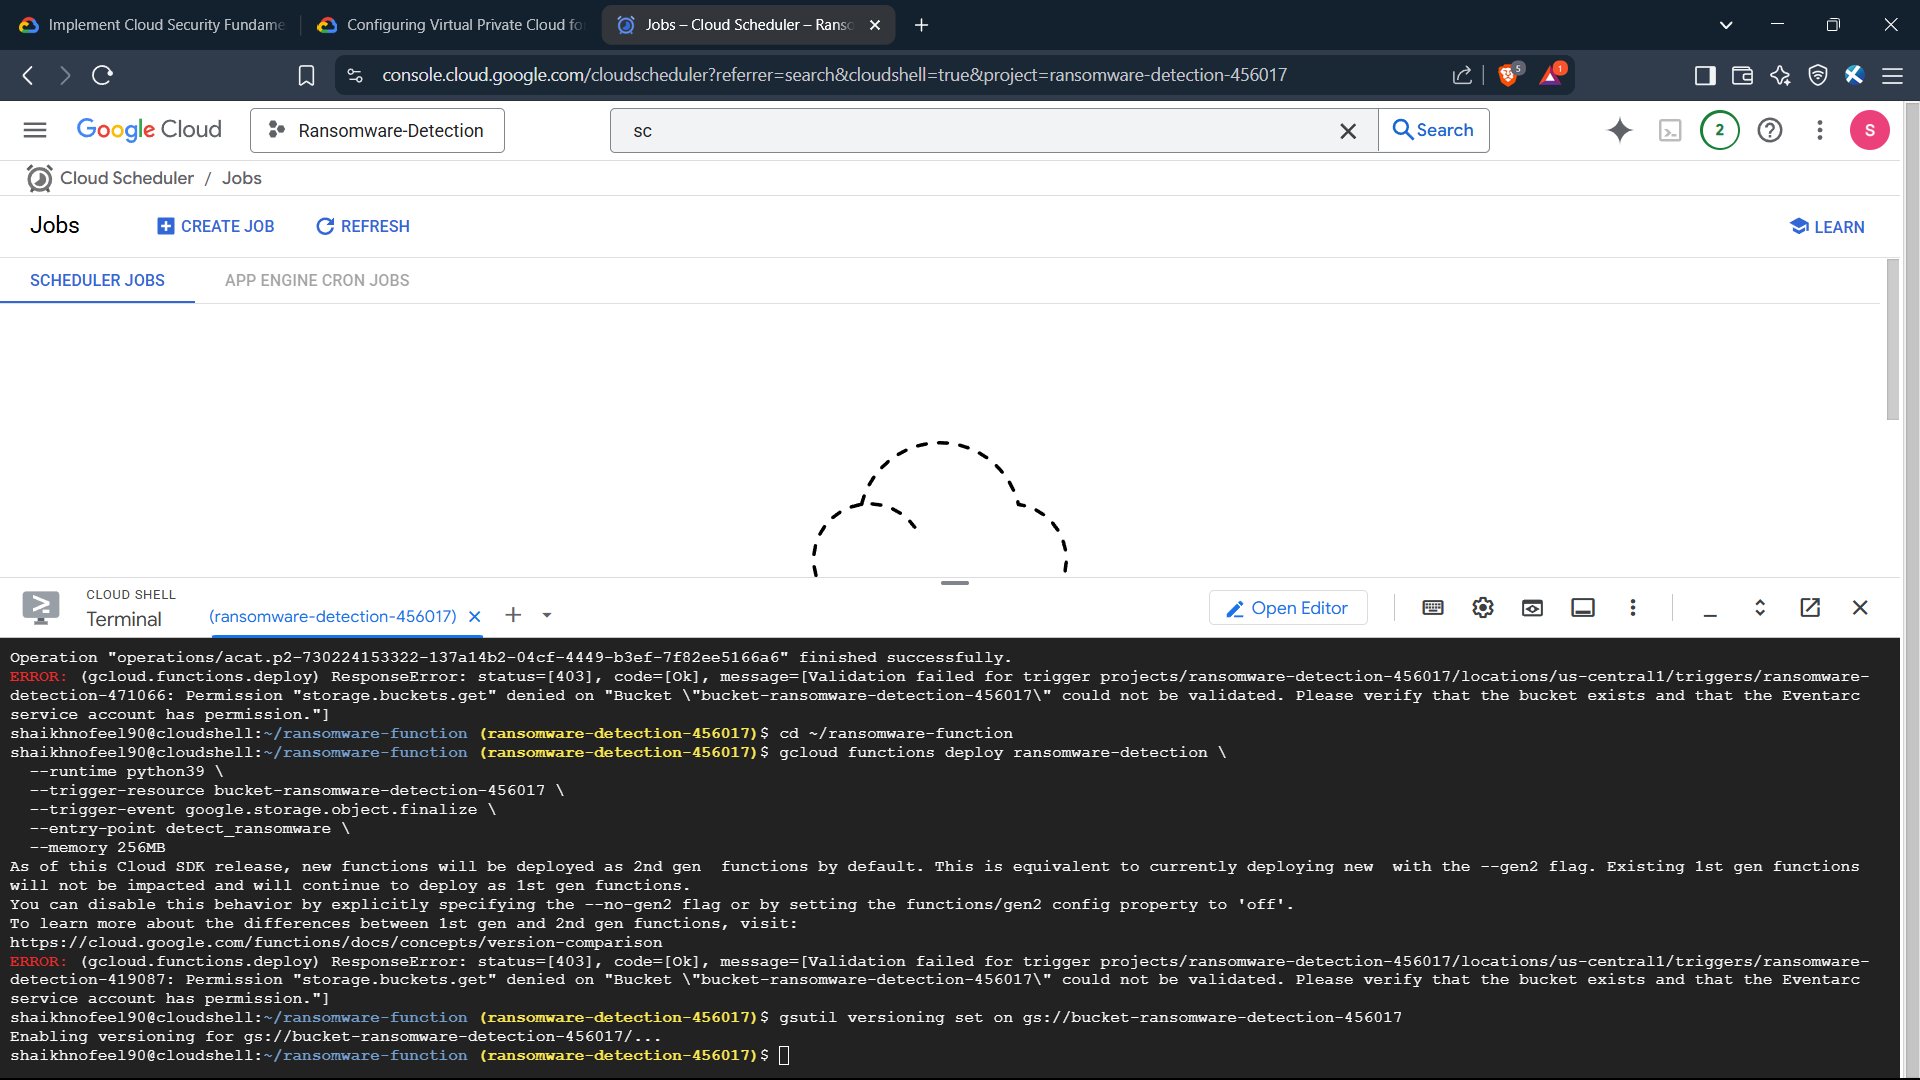 Implement Cloud Security Fundame
Configuring Virtual Private Cloud fo
Jobs – Cloud Scheduler – Ranso
console.cloud.google.com/cloudscheduler?referrer=search&cloudshell=true&project=ransomware-detection-456017
5
1
Google Cloud
Ransomware-Detection
sc
Search
2
S
Cloud Scheduler / Jobs
Jobs
CREATE JOB
REFRESH
LEARN
SCHEDULER JOBS
APP ENGINE CRON JOBS
CLOUD SHELL
Terminal
(ransomware-detection-456017)
Open Editor
Operation "operations/acat.p2-730224153322-137a14b2-04cf-4449-b3ef-7f82ee5166a6" finished successfully.
ERROR: (gcloud.functions.deploy) ResponseError: status=[403], code=[Ok], message=[Validation failed for trigger projects/ransomware-detection-456017/locations/us-central1/triggers/ransomware-
detection-471066: Permission "storage.buckets.get" denied on "Bucket \"bucket-ransomware-detection-456017\" could not be validated. Please verify that the bucket exists and that the Eventarc
service account has permission."]
shaikhnofeel90@cloudshell:~/ransomware-function (ransomware-detection-456017)$ cd ~/ransomware-function
shaikhnofeel90@cloudshell:~/ransomware-function (ransomware-detection-456017)$ gcloud functions deploy ransomware-detection \
--runtime python39 \
--trigger-resource bucket-ransomware-detection-456017 \
--trigger-event google.storage.object.finalize \
--entry-point detect_ransomware \
--memory 256MB
As of this Cloud SDK release, new functions will be deployed as 2nd gen  functions by default. This is equivalent to currently deploying new  with the --gen2 flag. Existing 1st gen functions
will not be impacted and will continue to deploy as 1st gen functions.
You can disable this behavior by explicitly specifying the --no-gen2 flag or by setting the functions/gen2 config property to 'off'.
To learn more about the differences between 1st gen and 2nd gen functions, visit:
https://cloud.google.com/functions/docs/concepts/version-comparison
ERROR: (gcloud.functions.deploy) ResponseError: status=[403], code=[Ok], message=[Validation failed for trigger projects/ransomware-detection-456017/locations/us-central1/triggers/ransomware-
detection-419087: Permission "storage.buckets.get" denied on "Bucket \"bucket-ransomware-detection-456017\" could not be validated. Please verify that the bucket exists and that the Eventarc
service account has permission."]
shaikhnofeel90@cloudshell:~/ransomware-function (ransomware-detection-456017)$ gsutil versioning set on gs://bucket-ransomware-detection-456017
Enabling versioning for gs://bucket-ransomware-detection-456017/...
shaikhnofeel90@cloudshell:~/ransomware-function (ransomware-detection-456017)$